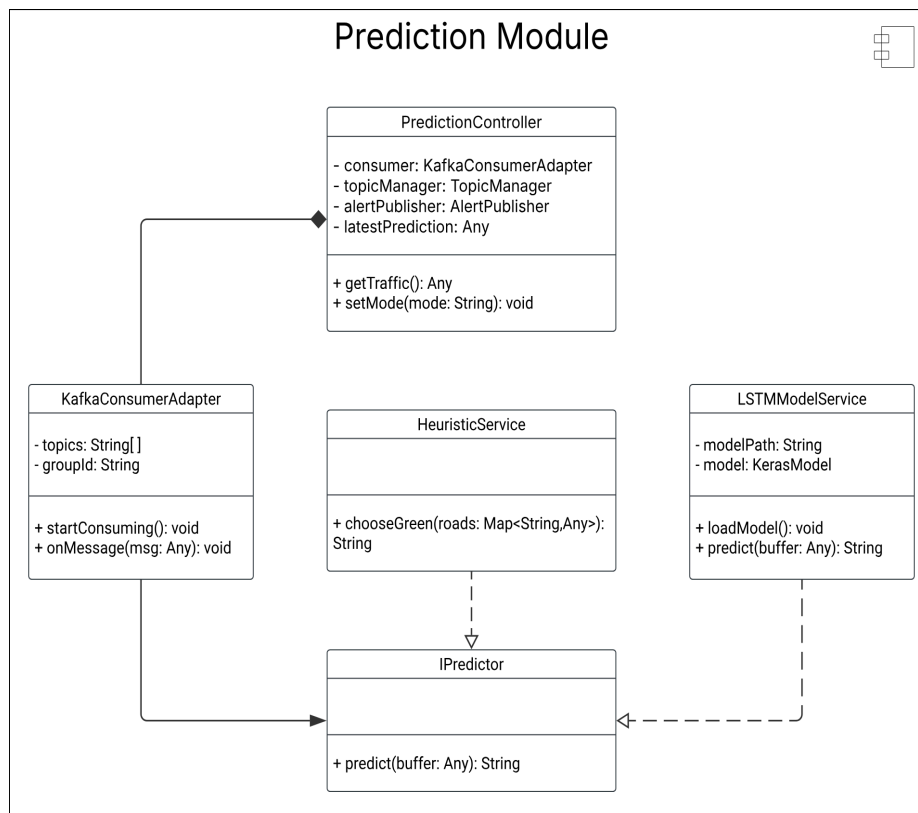 Prediction Module
PredictionController
- consumer: KafkaConsumerAdapter
- topicManager: TopicManager
- alertPublisher: AlertPublisher
- latestPrediction: Any
+ getTraffic(): Any
+ setMode(mode: String): void
KafkaConsumerAdapter
- topics: String[ ]
- groupId: String
+ startConsuming(): void
+ onMessage(msg: Any): void
HeuristicService
+ chooseGreen(roads: Map<String,Any>):
String
LSTMModelService
- modelPath: String
- model: KerasModel
+ loadModel(): void
+ predict(buffer: Any): String
IPredictor
+ predict(buffer: Any): String